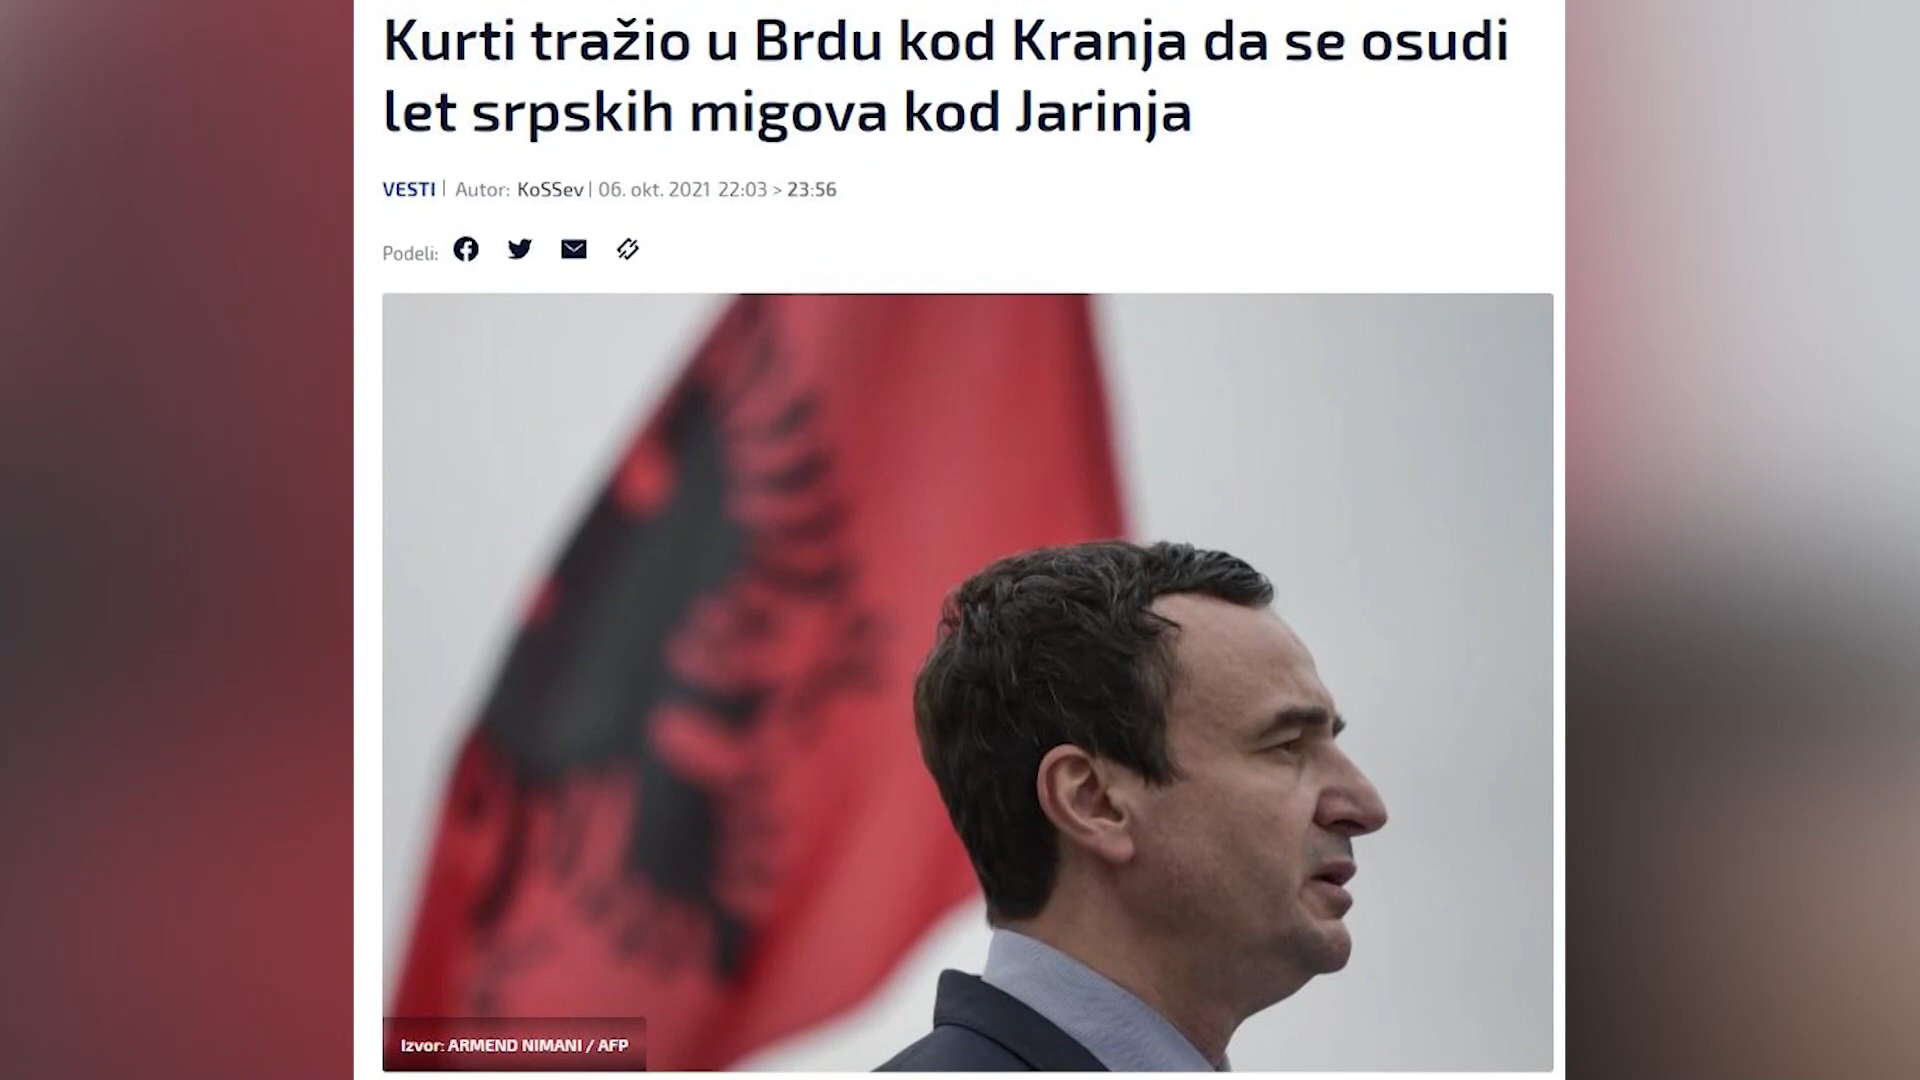 Kurti tražio u Brdu kod Kranja da se osudi
let srpskih migova kod Jarinja
VESTI | Autor: KoSSev | 06. okt. 2021 22:03 > 23:56
Podeli:
Izvor: ARMEND NIMANI / AFP